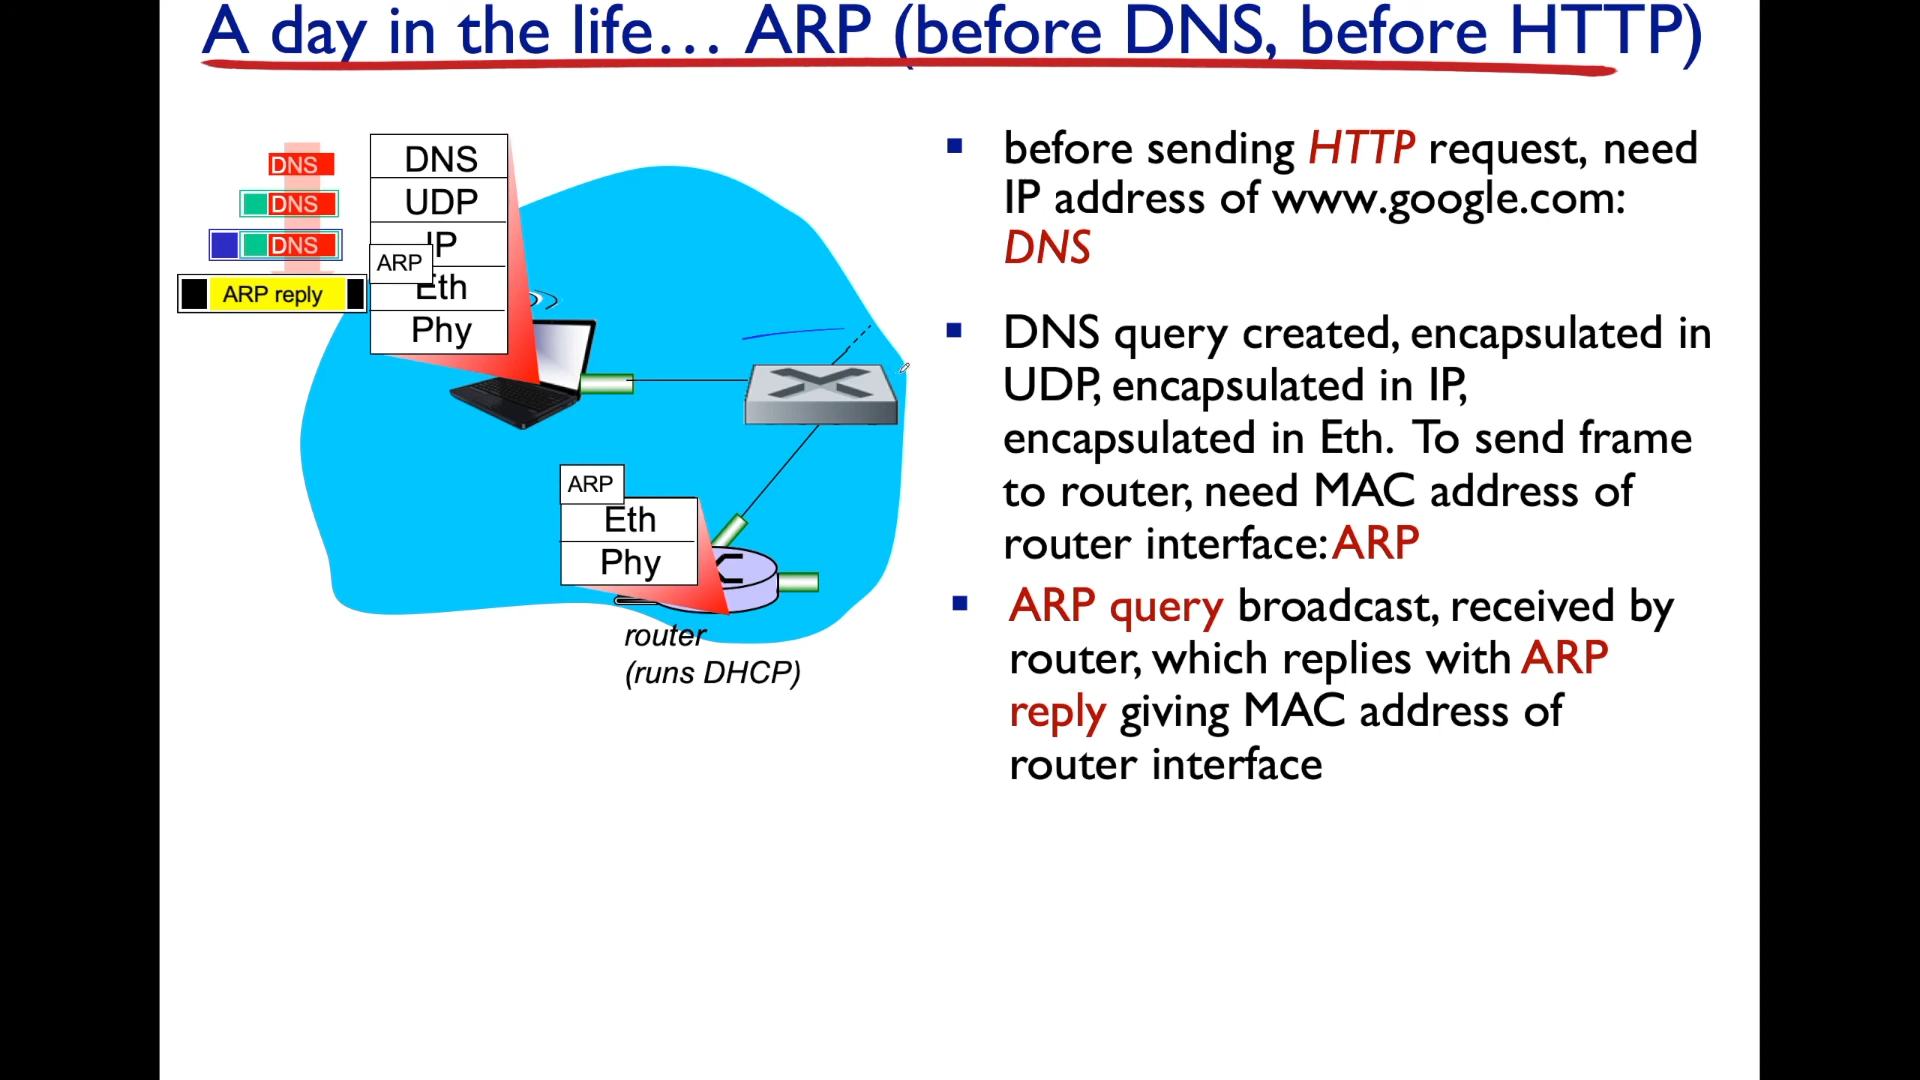 A day in the life… ARP (before DNS, before HTTP)
DNS
DNS
DNS
ARP reply
DNS
UDP
IP
ARP
Eth
Phy
ARP
Eth
Phy
router
(runs DHCP)
before sending HTTP request, need
IP address of www.google.com:
DNS
DNS query created, encapsulated in
UDP, encapsulated in IP,
encapsulated in Eth. To send frame
to router, need MAC address of
router interface: ARP
ARP query broadcast, received by
router, which replies with ARP
reply giving MAC address of
router interface